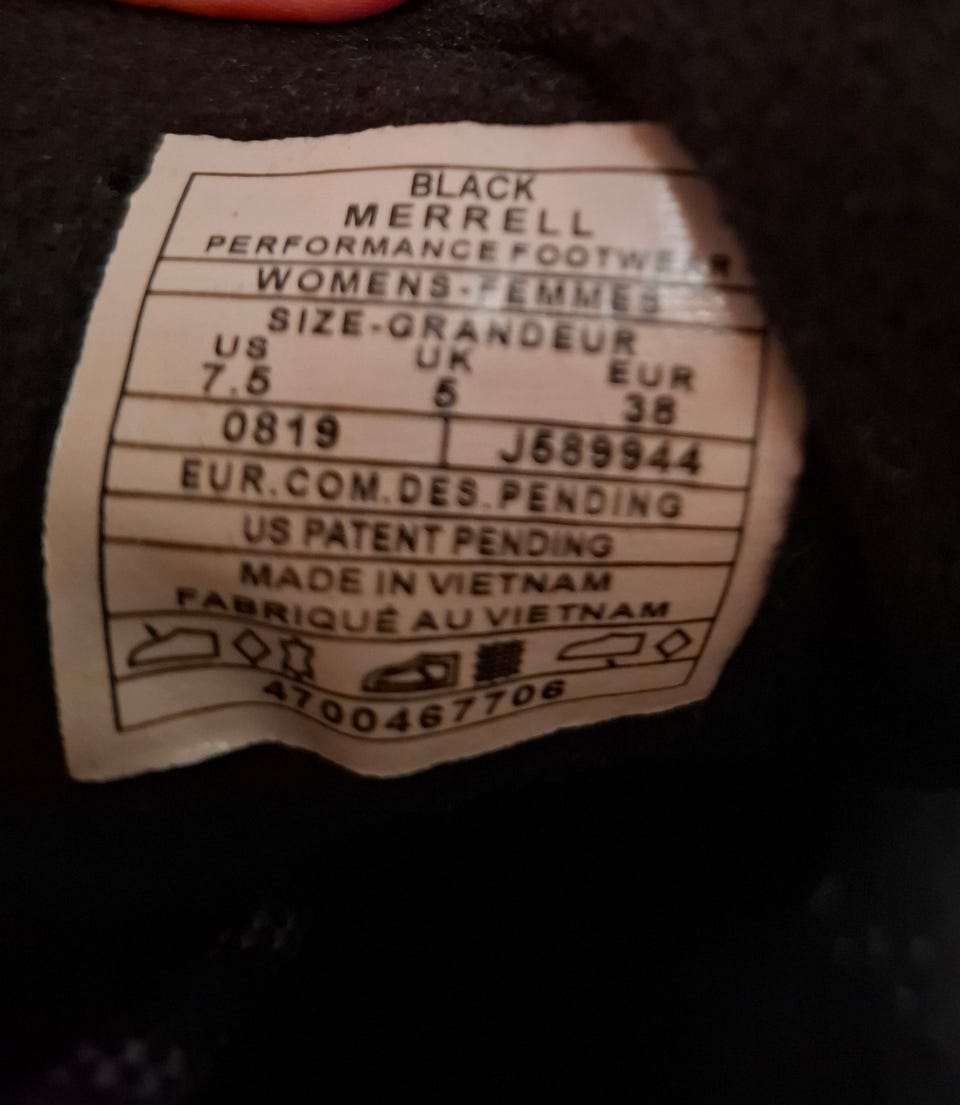 BLACK
MERRELL
PERFORMANCE FOOTWEAR
WOMENS-FEMMES
SIZE-GRANDEUR
US UK EUR
7.5 5 38
0819 J589944
EUR.COM.DES.PENDING
US PATENT PENDING
MADE IN VIETNAM
FABRIQUÉ AU VIETNAM
4700467706